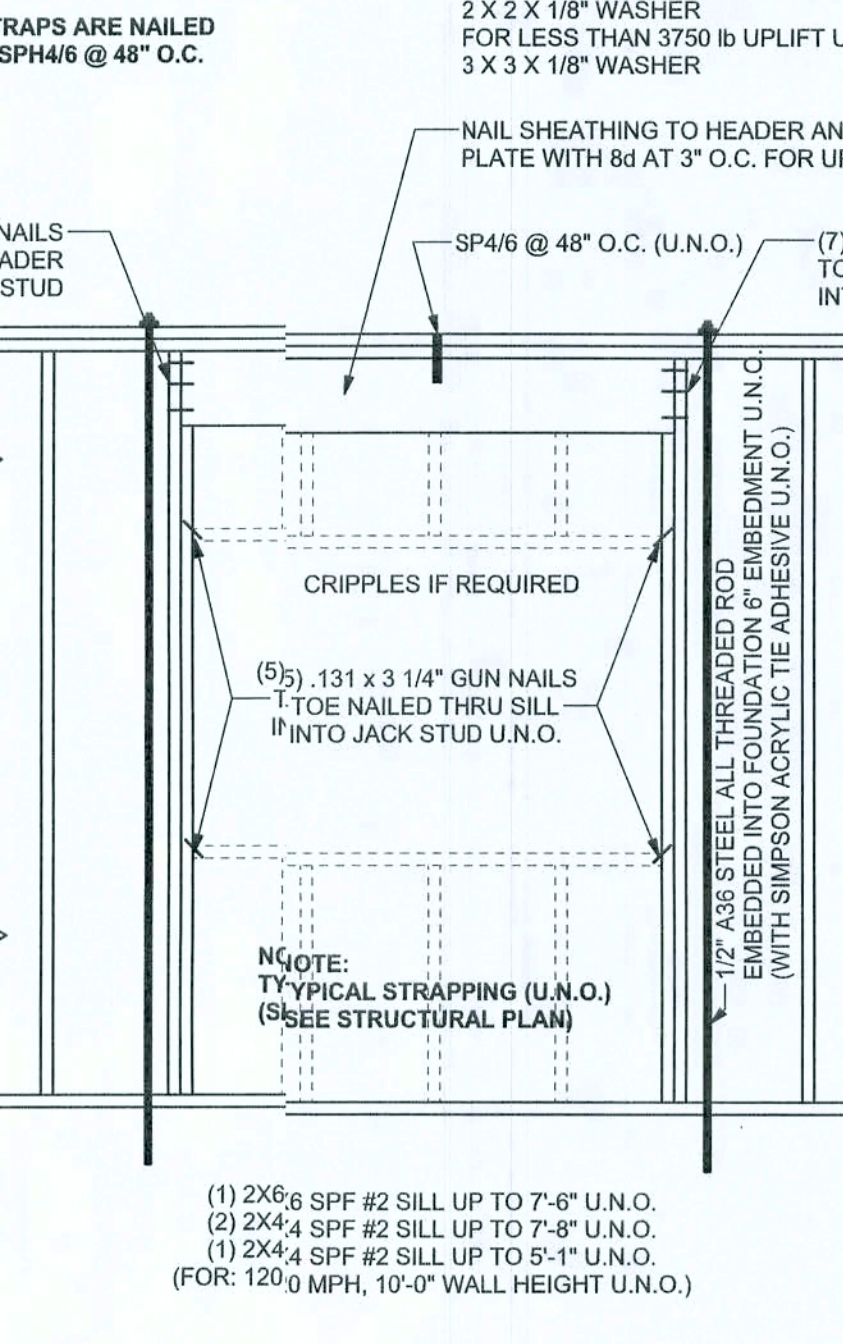 TRAPS ARE NAILED
SPH4/6 @ 48" O.C.
2 X 2 X 1/8" WASHER
FOR LESS THAN 3750 lb UPLIFT U
3 X 3 X 1/8" WASHER
NAIL SHEATHING TO HEADER AN
PLATE WITH 8d AT 3" O.C. FOR UP
NAILS
ADER
STUD
SP4/6 @ 48" O.C. (U.N.O.)
(7)
TO
INT
CRIPPLES IF REQUIRED
(5) .131 x 3 1/4" GUN NAILS
TOE NAILED THRU SILL
INTO JACK STUD U.N.O.
1/2" A36 STEEL ALL THREADED ROD
EMBEDDED INTO FOUNDATION 6" EMBEDMENT U.N.O.
(WITH SIMPSON ACRYLIC TIE ADHESIVE U.N.O.)
NOTE:
TYPICAL STRAPPING (U.N.O.)
(SEE STRUCTURAL PLAN)
(1) 2X6 SPF #2 SILL UP TO 7'-6" U.N.O.
(2) 2X4 SPF #2 SILL UP TO 7'-8" U.N.O.
(1) 2X4 SPF #2 SILL UP TO 5'-1" U.N.O.
(FOR: 120 MPH, 10'-0" WALL HEIGHT U.N.O.)